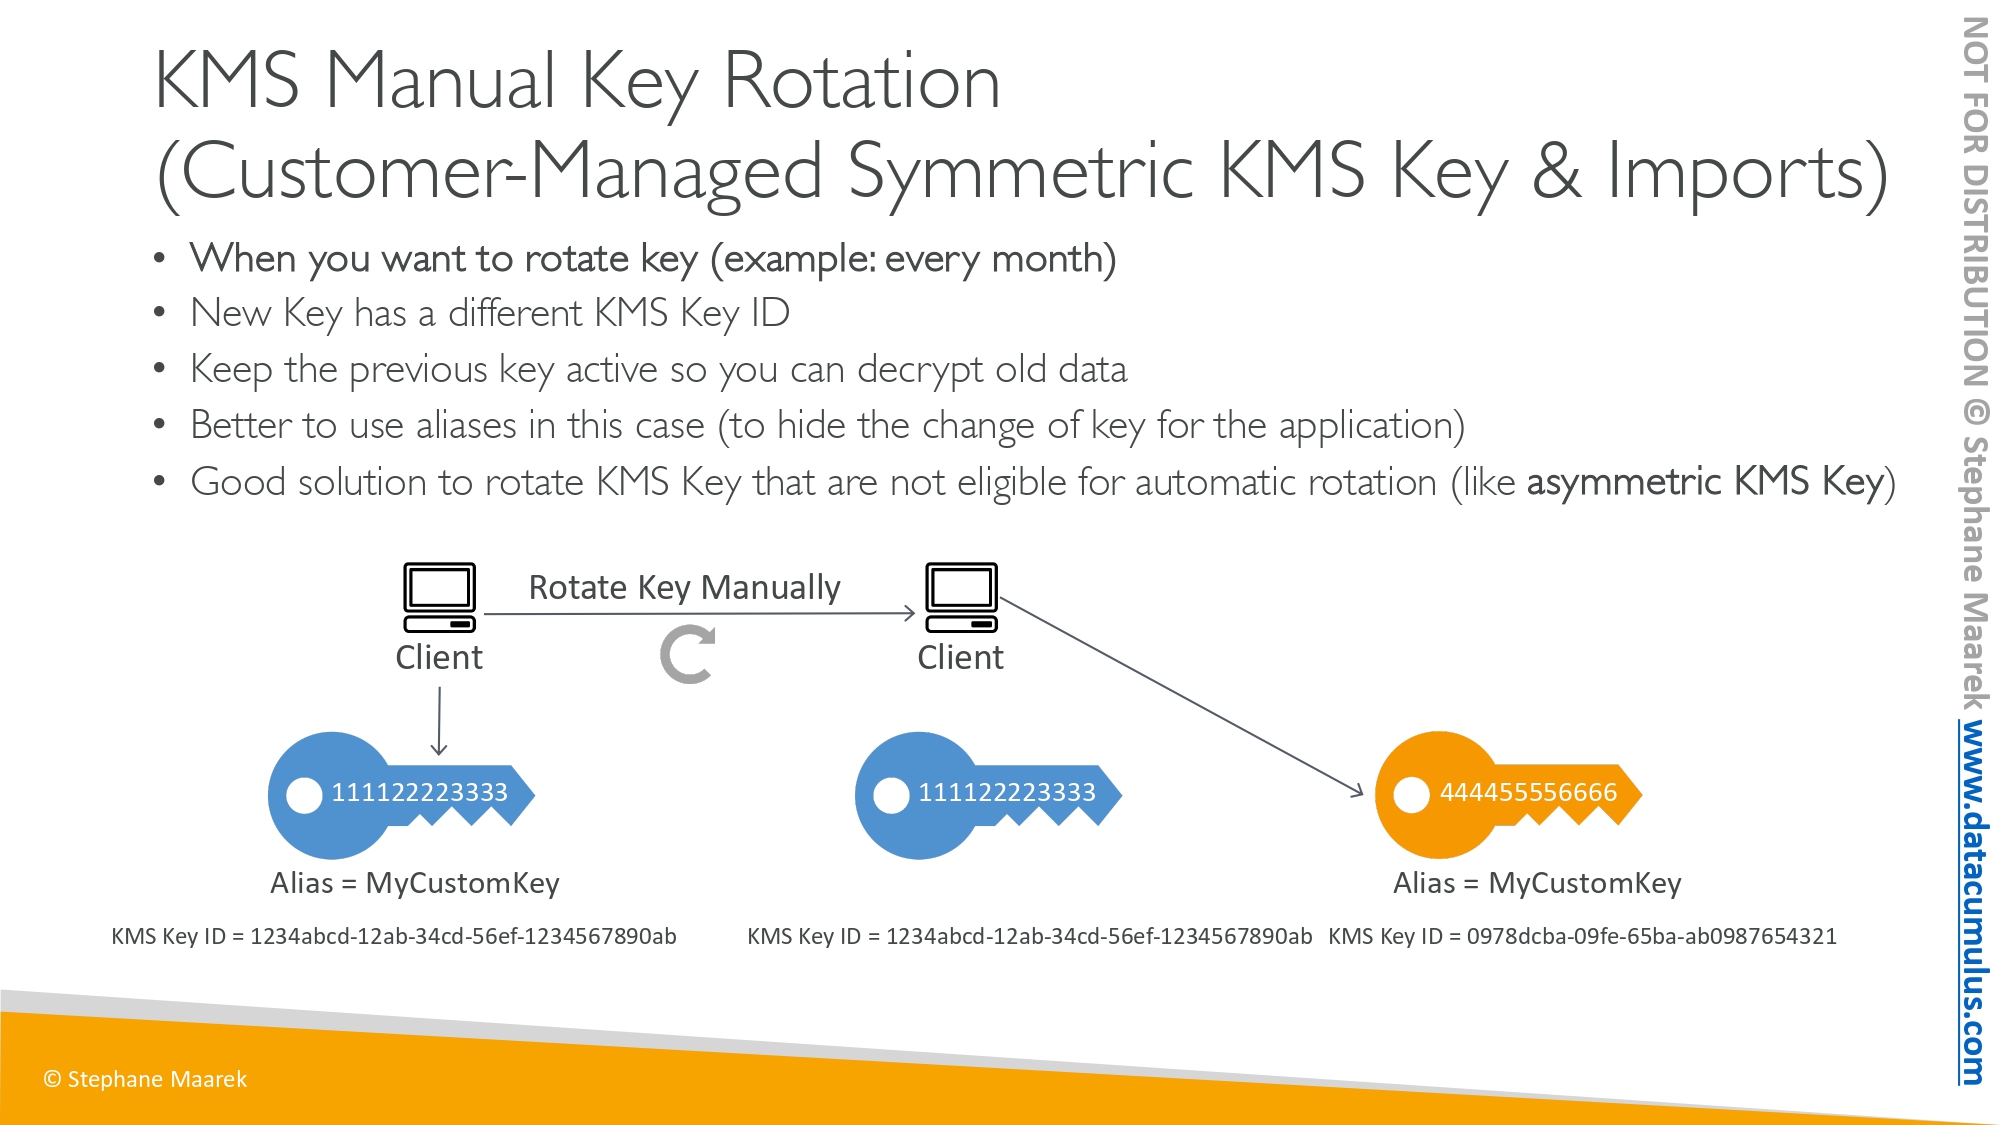 KMS Manual Key Rotation
(Customer-Managed Symmetric KMS Key & Imports)
• When you want to rotate key (example: every month)
• New Key has a different KMS Key ID
• Keep the previous key active so you can decrypt old data
• Better to use aliases in this case (to hide the change of key for the application)
• Good solution to rotate KMS Key that are not eligible for automatic rotation (like asymmetric KMS Key)
Rotate Key Manually
Client
Client
111122223333
111122223333
444455556666
Alias = MyCustomKey
Alias = MyCustomKey
KMS Key ID = 1234abcd-12ab-34cd-56ef-1234567890ab
KMS Key ID = 1234abcd-12ab-34cd-56ef-1234567890ab
KMS Key ID = 0978dcba-09fe-65ba-ab0987654321
© Stephane Maarek
NOT FOR DISTRIBUTION © Stephane Maarek www.datacumulus.com